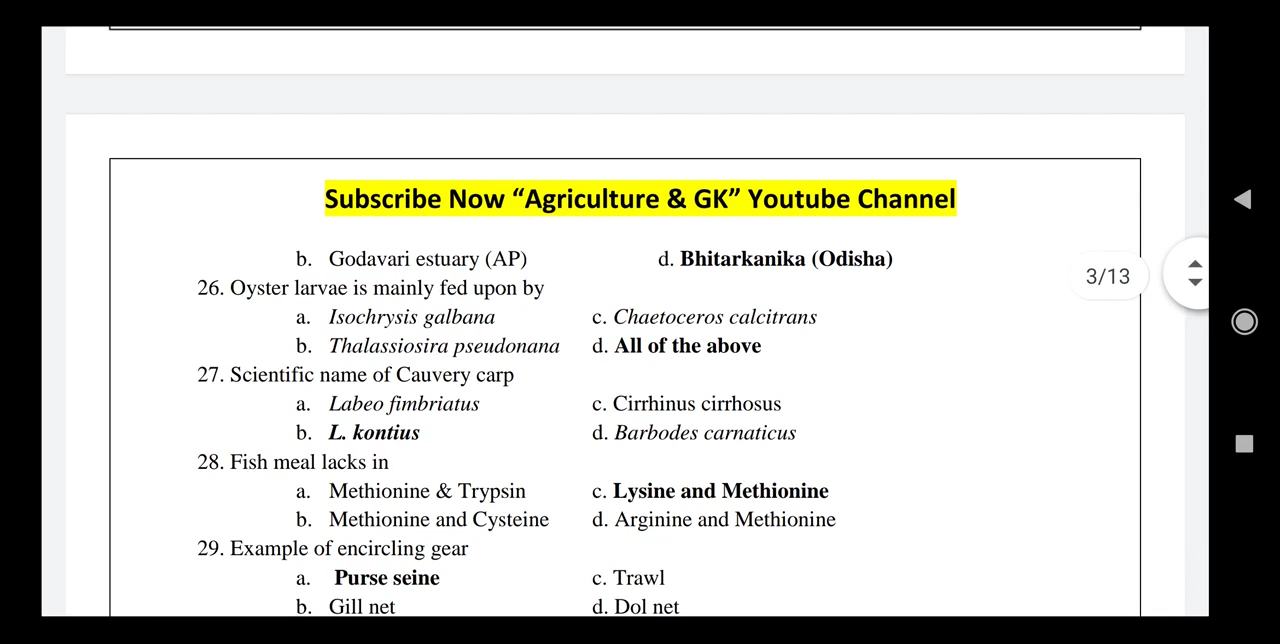 Subscribe Now “Agriculture & GK” Youtube Channel
b. Godavari estuary (AP) d. Bhitarkanika (Odisha)
3/13
26. Oyster larvae is mainly fed upon by
a. Isochrysis galbana c. Chaetoceros calcitrans
b. Thalassiosira pseudonana d. All of the above
27. Scientific name of Cauvery carp
a. Labeo fimbriatus c. Cirrhinus cirrhosus
b. L. kontius d. Barbodes carnaticus
28. Fish meal lacks in
a. Methionine & Trypsin c. Lysine and Methionine
b. Methionine and Cysteine d. Arginine and Methionine
29. Example of encircling gear
a. Purse seine c. Trawl
b. Gill net d. Dol net